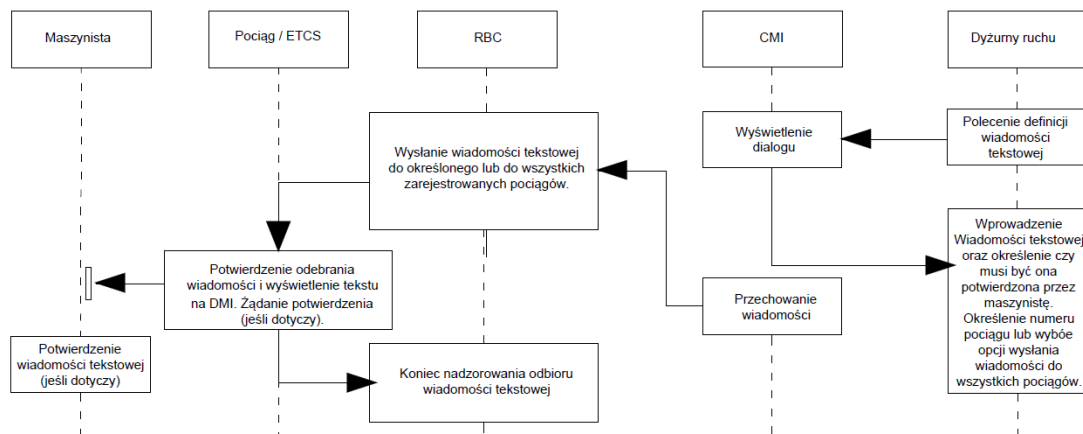 Maszynista
Pociąg / ETCS
RBC
CMI
Dyżurny ruchu
Polecenie definicji
wiadomości
tekstowej
Wyświetlenie
dialogu
Wysłanie wiadomości tekstowej
do określonego lub do wszystkich
zarejestrowanych pociągów.
Wprowadzenie
Wiadomości tekstowej
oraz określenie czy
musi być ona
potwierdzona przez
maszynistę.
Określenie numeru
pociągu lub wybóe
opcji wysłania
wiadomości do
wszystkich pociągów.
Potwierdzenie odebrania
wiadomości i wyświetlenie tekstu
na DMI. Żądanie potwierdzenia
(jeśli dotyczy).
Przechowanie
wiadomości
Potwierdzenie
wiadomości tekstowej
(jeśli dotyczy)
Koniec nadzorowania odbioru
wiadomości tekstowej